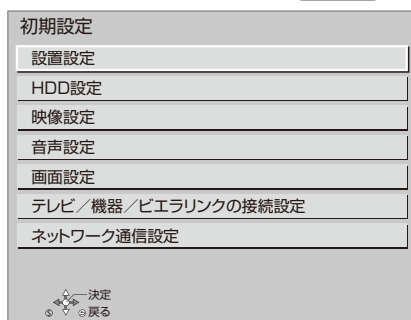 初期設定
設置設定
HDD設定
映像設定
音声設定
画面設定
テレビ／機器／ビエラリンクの接続設定
ネットワーク通信設定
決定
戻る